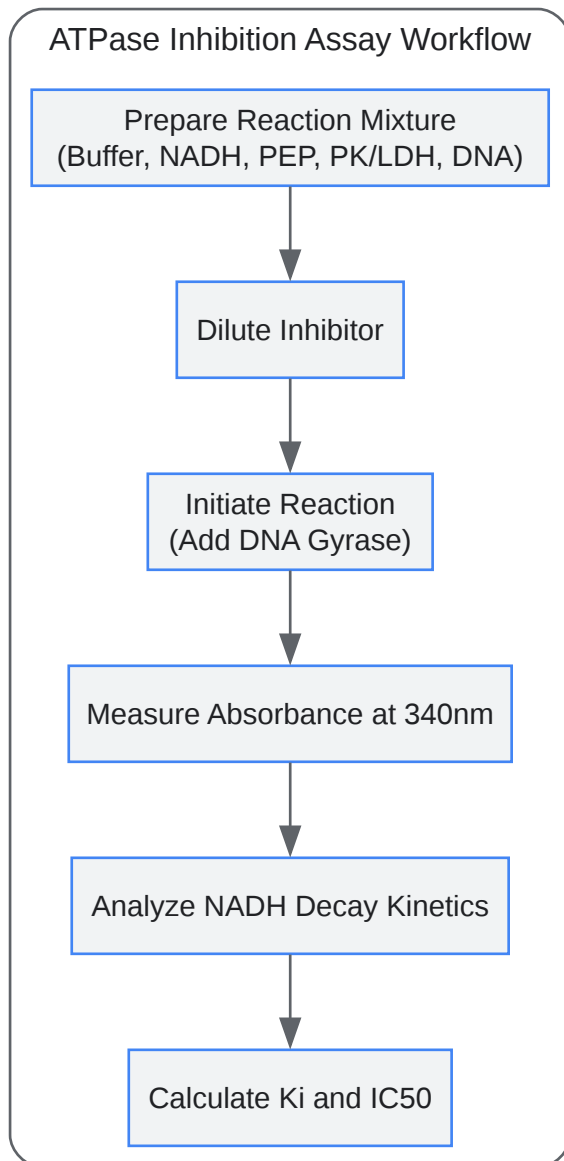 ATPase Inhibition Assay Workflow
Prepare Reaction Mixture
(Buffer, NADH, PEP, PK/LDH, DNA)
Dilute Inhibitor
Initiate Reaction
(Add DNA Gyrase)
Measure Absorbance at 340nm
Analyze NADH Decay Kinetics
Calculate Ki and IC50